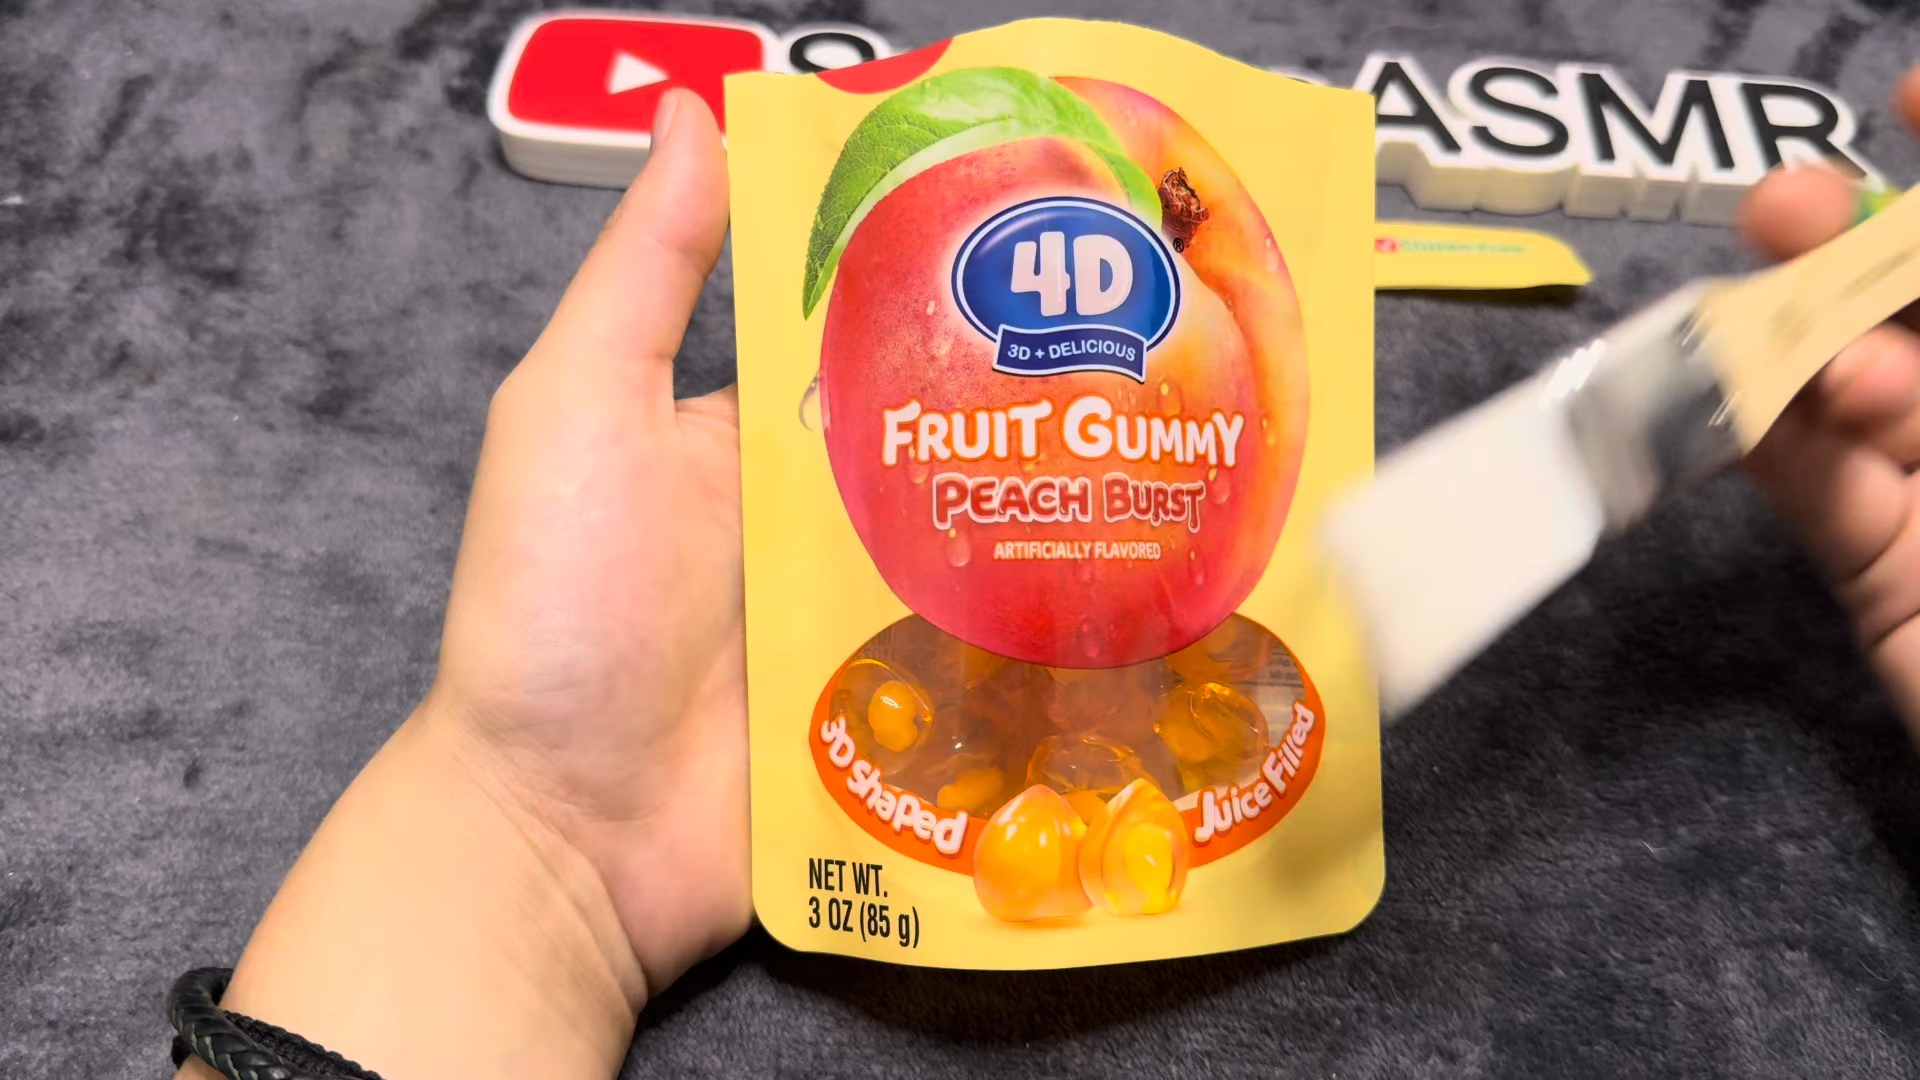 ASMR
4D
®
3D + DELICIOUS
FRUIT GUMMY
PEACH BURST
ARTIFICIALLY FLAVORED
3D Shaped
Juice Filled
NET WT.
3 OZ (85 g)